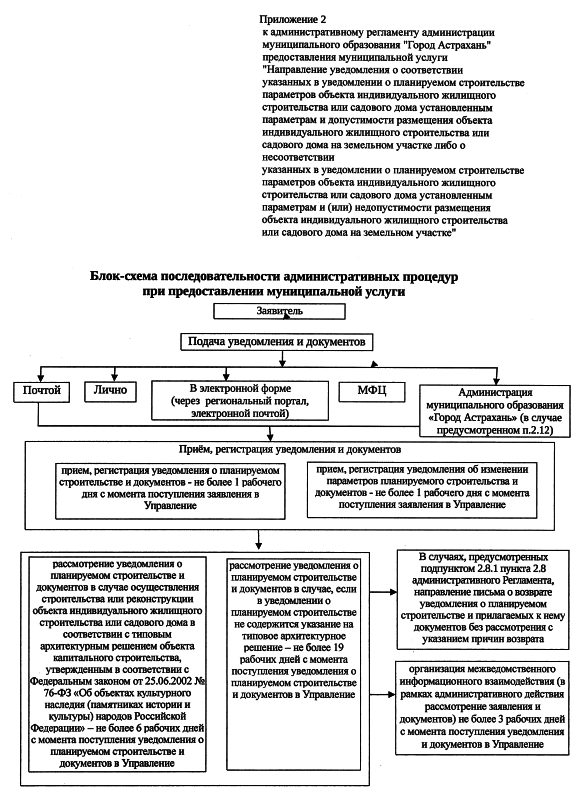 Приложение 2
к административному регламенту администрации
муниципального образования "Город Астрахань"
предоставления муниципальной услуги
"Направление уведомления о соответствии
указанных в уведомлении о планируемом строительстве
параметров объекта индивидуального жилищного
строительства или садового дома установленным
параметрам и допустимости размещения объекта
индивидуального жилищного строительства или
садового дома на земельном участке либо о
несоответствии
указанных в уведомлении о планируемом строительстве
параметров объекта индивидуального жилищного
строительства или садового дома установленным
параметрам и (или) недопустимости размещения
объекта индивидуального жилищного строительства
или садового дома на земельном участке"
Блок-схема последовательности административных процедур
при предоставлении муниципальной услуги
Заявитель
Подача уведомления и документов
Почтой
Лично
В электронной форме
(через региональный портал,
электронной почтой)
МФЦ
Администрация
муниципального образования
«Город Астрахань» (в случае
предусмотренном п.2.12)
Приём, регистрация уведомления и документов
прием, регистрация уведомления о планируемом
строительстве и документов - не более 1 рабочего
дня с момента поступления заявления в
Управление
прием, регистрация уведомления об изменении
параметров планируемого строительства и
документов - не более 1 рабочего дня с момента
поступления заявления в Управление
рассмотрение уведомления о
планируемом строительстве и
документов в случае осуществления
строительства или реконструкции
объекта индивидуального жилищного
строительства или садового дома в
соответствии с типовым
архитектурным решением объекта
капитального строительства,
утвержденным в соответствии с
Федеральным законом от 25.06.2002 №
76-ФЗ «Об объектах культурного
наследия (памятниках истории и
культуры) народов Российской
Федерации» – не более 6 рабочих дней
с момента поступления уведомления о
планируемом строительстве и
документов в Управление
рассмотрение уведомления о
планируемом строительстве
и документов в случае, если
в уведомлении о
планируемом строительстве
не содержится указание на
типовое архитектурное
решение – не более 19
рабочих дней с момента
поступления уведомления о
планируемом строительстве
и документов в Управление
В случаях, предусмотренных
подпунктом 2.8.1 пункта 2.8
административного Регламента,
направление письма о возврате
уведомления о планируемом
строительстве и прилагаемых к нему
документов без рассмотрения с
указанием причин возврата
организация межведомственного
информационного взаимодействия (в
рамках административного действия
рассмотрение заявления и
документов) не более 3 рабочих дней
с момента поступления уведомления
и документов в Управление